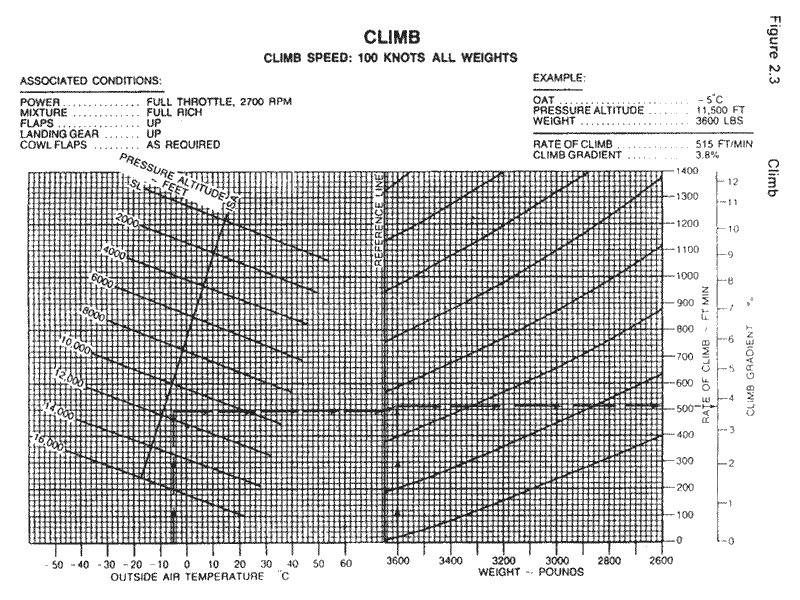 CLIMB
CLIMB SPEED: 100 KNOTS ALL WEIGHTS
Figure 2.3
Climb
ASSOCIATED CONDITIONS:
POWER .............. FULL THROTTLE, 2700 RPM
MIXTURE ............ FULL RICH
FLAPS .............. UP
LANDING GEAR ....... UP
COWL FLAPS ......... AS REQUIRED
EXAMPLE:
OAT ...................... -5°C
PRESSURE ALTITUDE ....... 11,500 FT
WEIGHT ................... 3600 LBS
RATE OF CLIMB ........... 515 FT/MIN
CLIMB GRADIENT ......... 3.8%
PRESSURE ALTITUDE ~ FEET
SL
ISA
2000
4000
6000
8000
10,000
12,000
14,000
16,000
REFERENCE LINE
1400
1300
1200
1100
1000
900
800
700
600
500
400
300
200
100
0
RATE OF CLIMB ~ FT MIN
12
11
10
9
8
7
6
5
4
3
2
1
0
CLIMB GRADIENT ~ %
-50 -40 -30 -20 -10 0 10 20 30 40 50 60
OUTSIDE AIR TEMPERATURE °C
3600 3400 3200 3000 2800 2600
WEIGHT ~ POUNDS